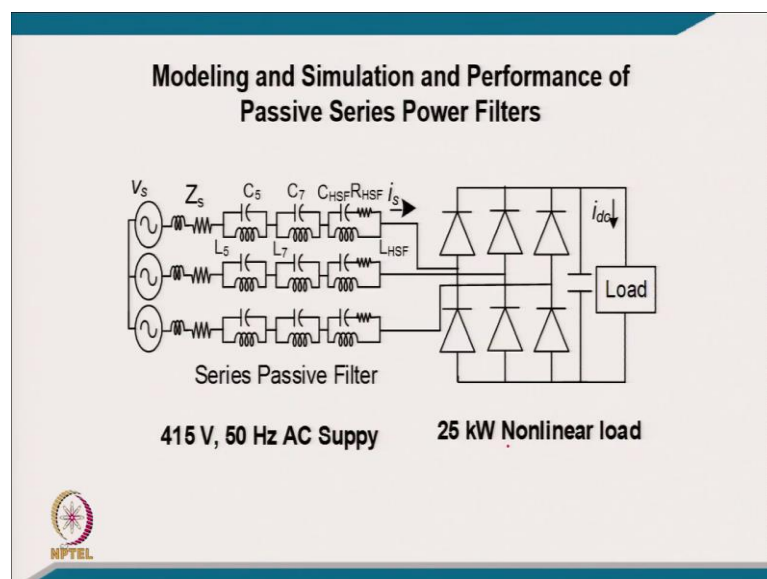 Modeling and Simulation and Performance of
Passive Series Power Filters
Vs Zs C5 C7 CHSF RHSF is
L5 L7 LHSF idc
Load
Series Passive Filter
415 V, 50 Hz AC Suppy 25 kW Nonlinear load
NPTEL